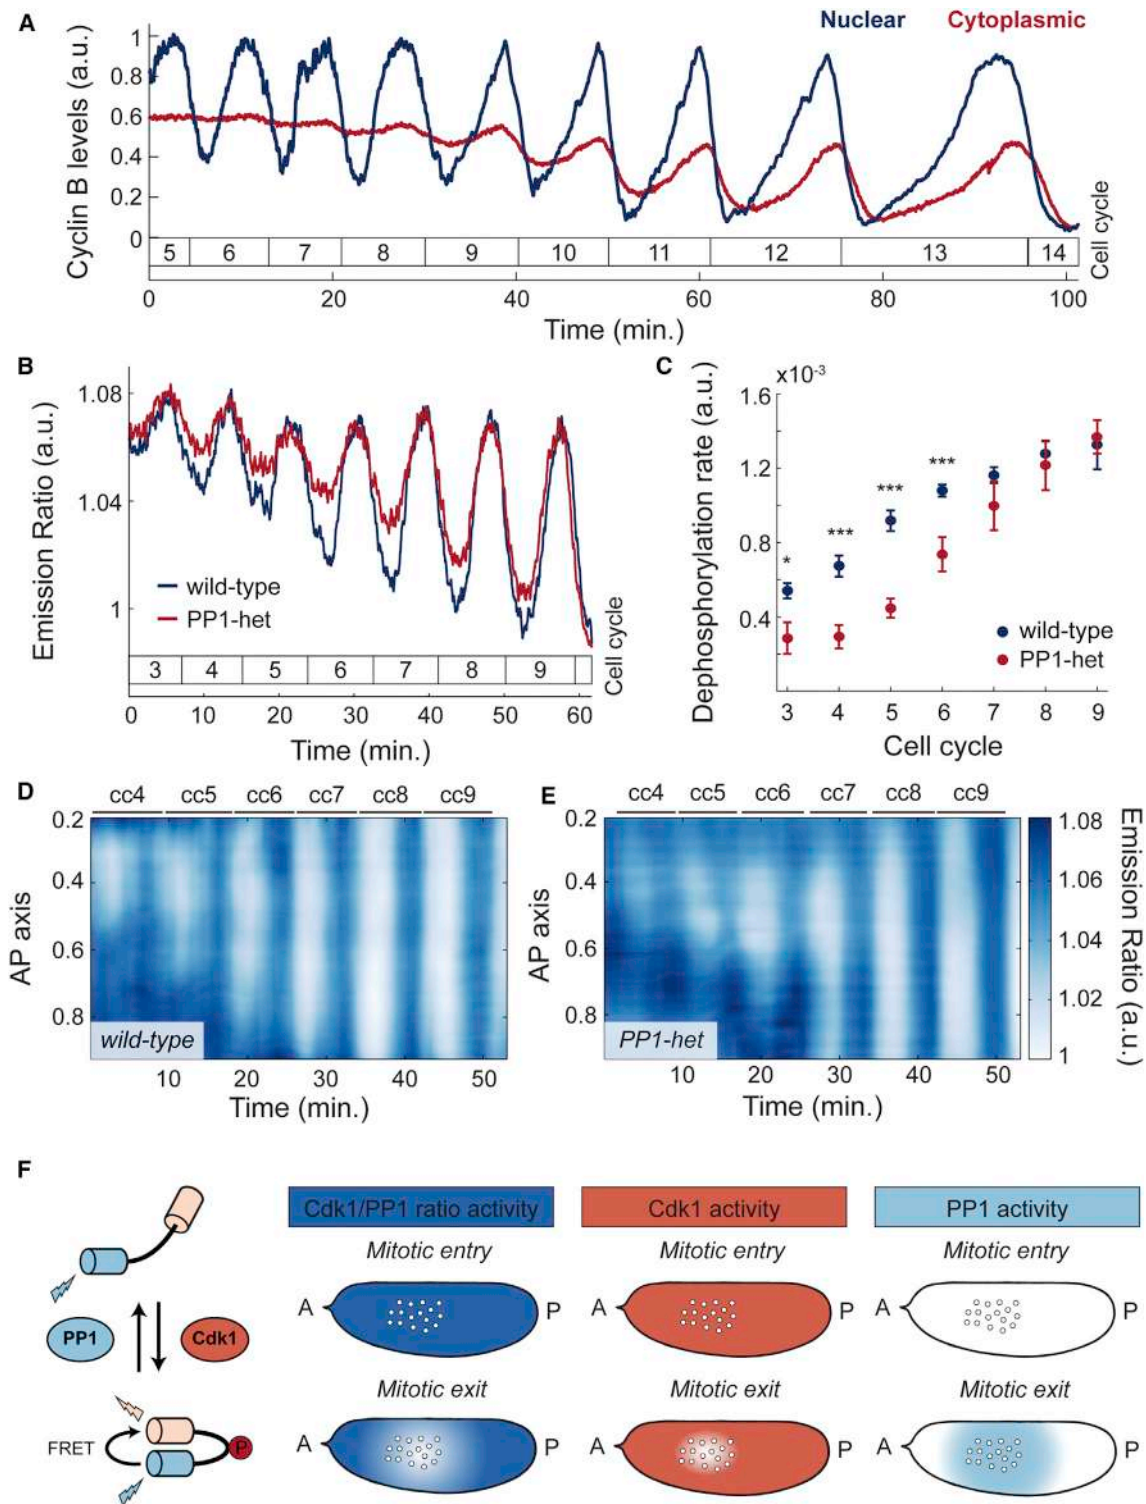 A
Nuclear Cytoplasmic
Cyclin B levels (a.u.)
1
0.8
0.6
0.4
0.2
0
5 6 7 8 9 10 11 12 13 14
Cell cycle
0 20 40 60 80 100
Time (min.)
B
Emission Ratio (a.u.)
1.08
1.04
1
wild-type
PP1-het
3 4 5 6 7 8 9
Cell cycle
0 10 20 30 40 50 60
Time (min.)
C
x10-3
Dephosphorylation rate (a.u.)
1.6
1.2
0.8
0.4
* *** *** ***
wild-type
PP1-het
3 4 5 6 7 8 9
Cell cycle
D
cc4 cc5 cc6 cc7 cc8 cc9
AP axis
0.2
0.4
0.6
0.8
wild-type
10 20 30 40 50
Time (min.)
E
cc4 cc5 cc6 cc7 cc8 cc9
AP axis
0.2
0.4
0.6
0.8
PP1-het
10 20 30 40 50
Time (min.)
1.08
1.06
1.04
1.02
1
Emission Ratio (a.u.)
F
PP1 Cdk1
FRET P
Cdk1/PP1 ratio activity
Mitotic entry
A P
Mitotic exit
A P
Cdk1 activity
Mitotic entry
A P
Mitotic exit
A P
PP1 activity
Mitotic entry
A P
Mitotic exit
A P